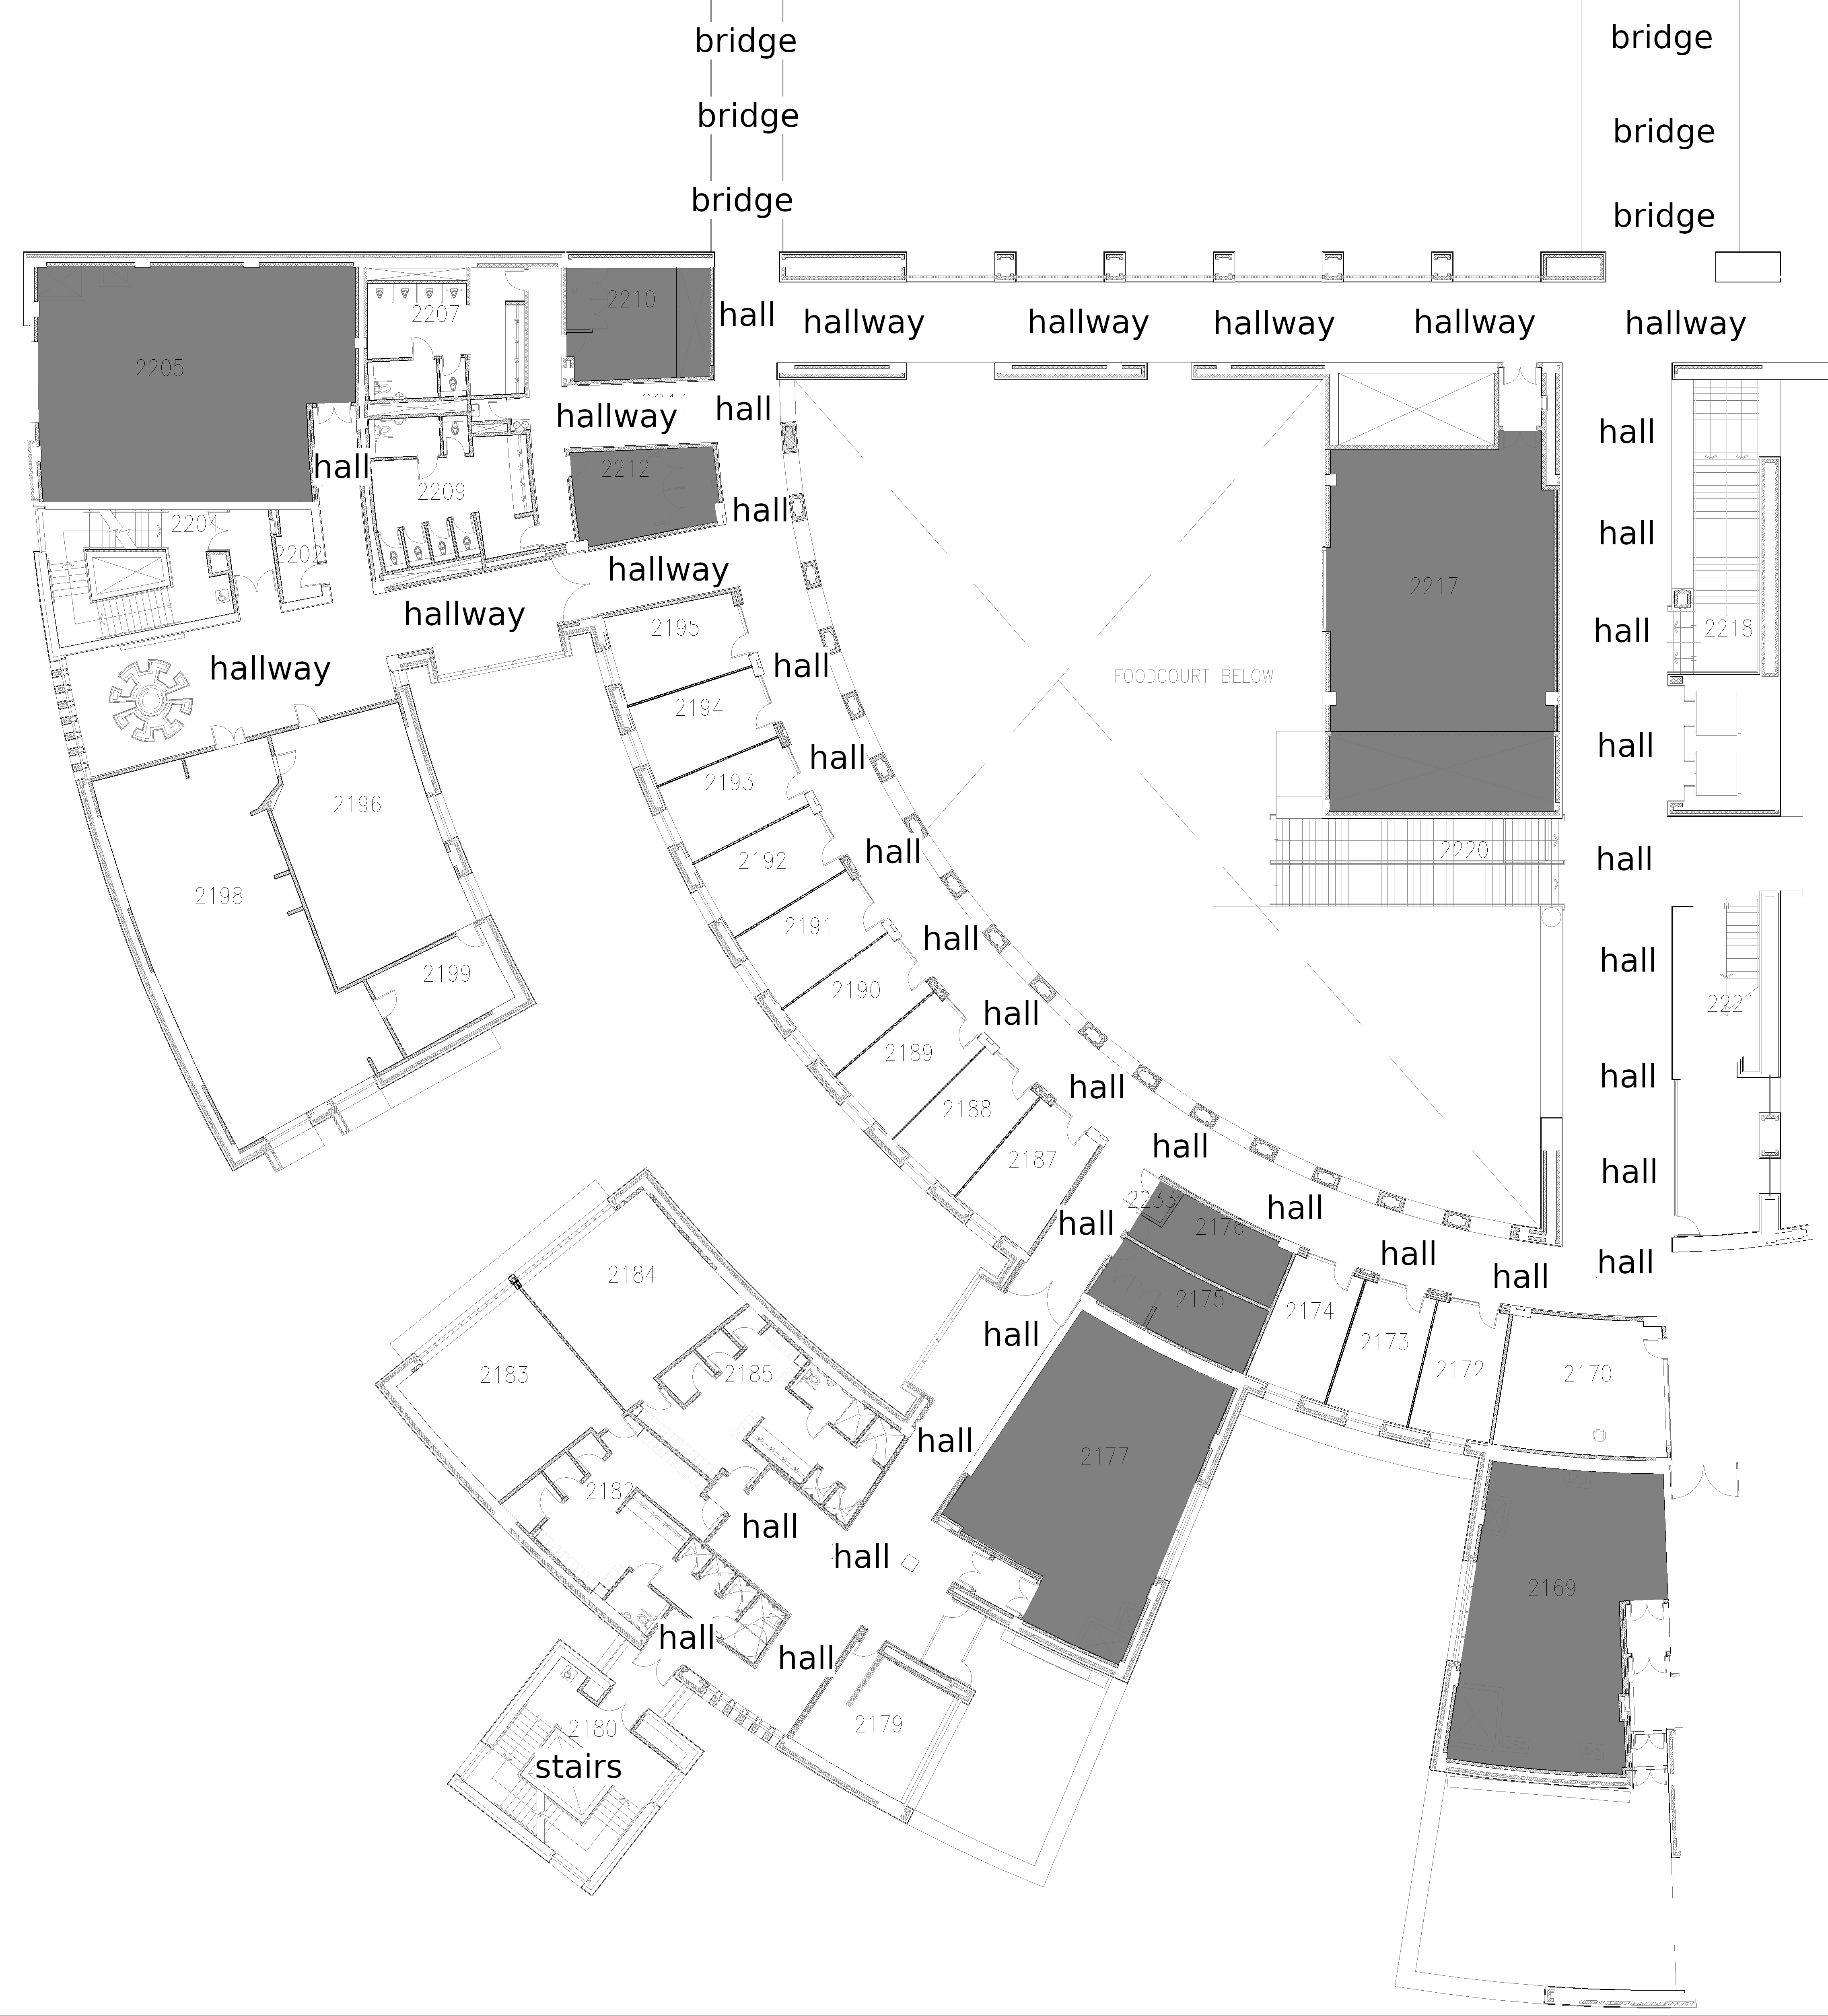 bridge
bridge
bridge
bridge
bridge
bridge
2205
2207
2210
hall
hallway
hallway
hallway
hallway
hallway
hallway
hall
hall
hall
2209
2212
hall
hall
2204
2202
hallway
hallway
hallway
2195
hall
2194
hall
2193
2192
hall
2191
hall
2190
hall
2189
hall
2188
hall
2187
2196
2198
2199
FOODCOURT BELOW
2217
2220
hall
2218
hall
hall
hall
2221
hall
hall
hall
2233
2176
hall
hall
hall
hall
hall
2175
2174
2173
2172
2170
2184
2183
2185
hall
hall
2177
2182
hall
hall
2169
hall
hall
2179
2180
stairs